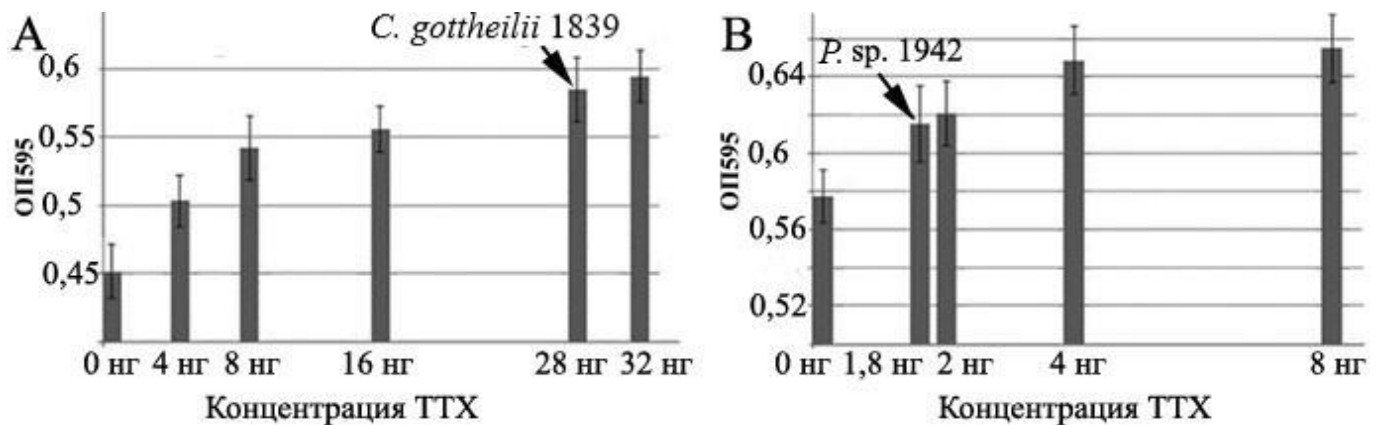 A
C. gottheilii 1839
0,6
0,55
0,5
0,45
ОП595
0 нг 4 нг 8 нг 16 нг 28 нг 32 нг
Концентрация ТТХ
B
P. sp. 1942
0,64
0,6
0,56
0,52
ОП595
0 нг 1,8 нг 2 нг 4 нг 8 нг
Концентрация ТТХ